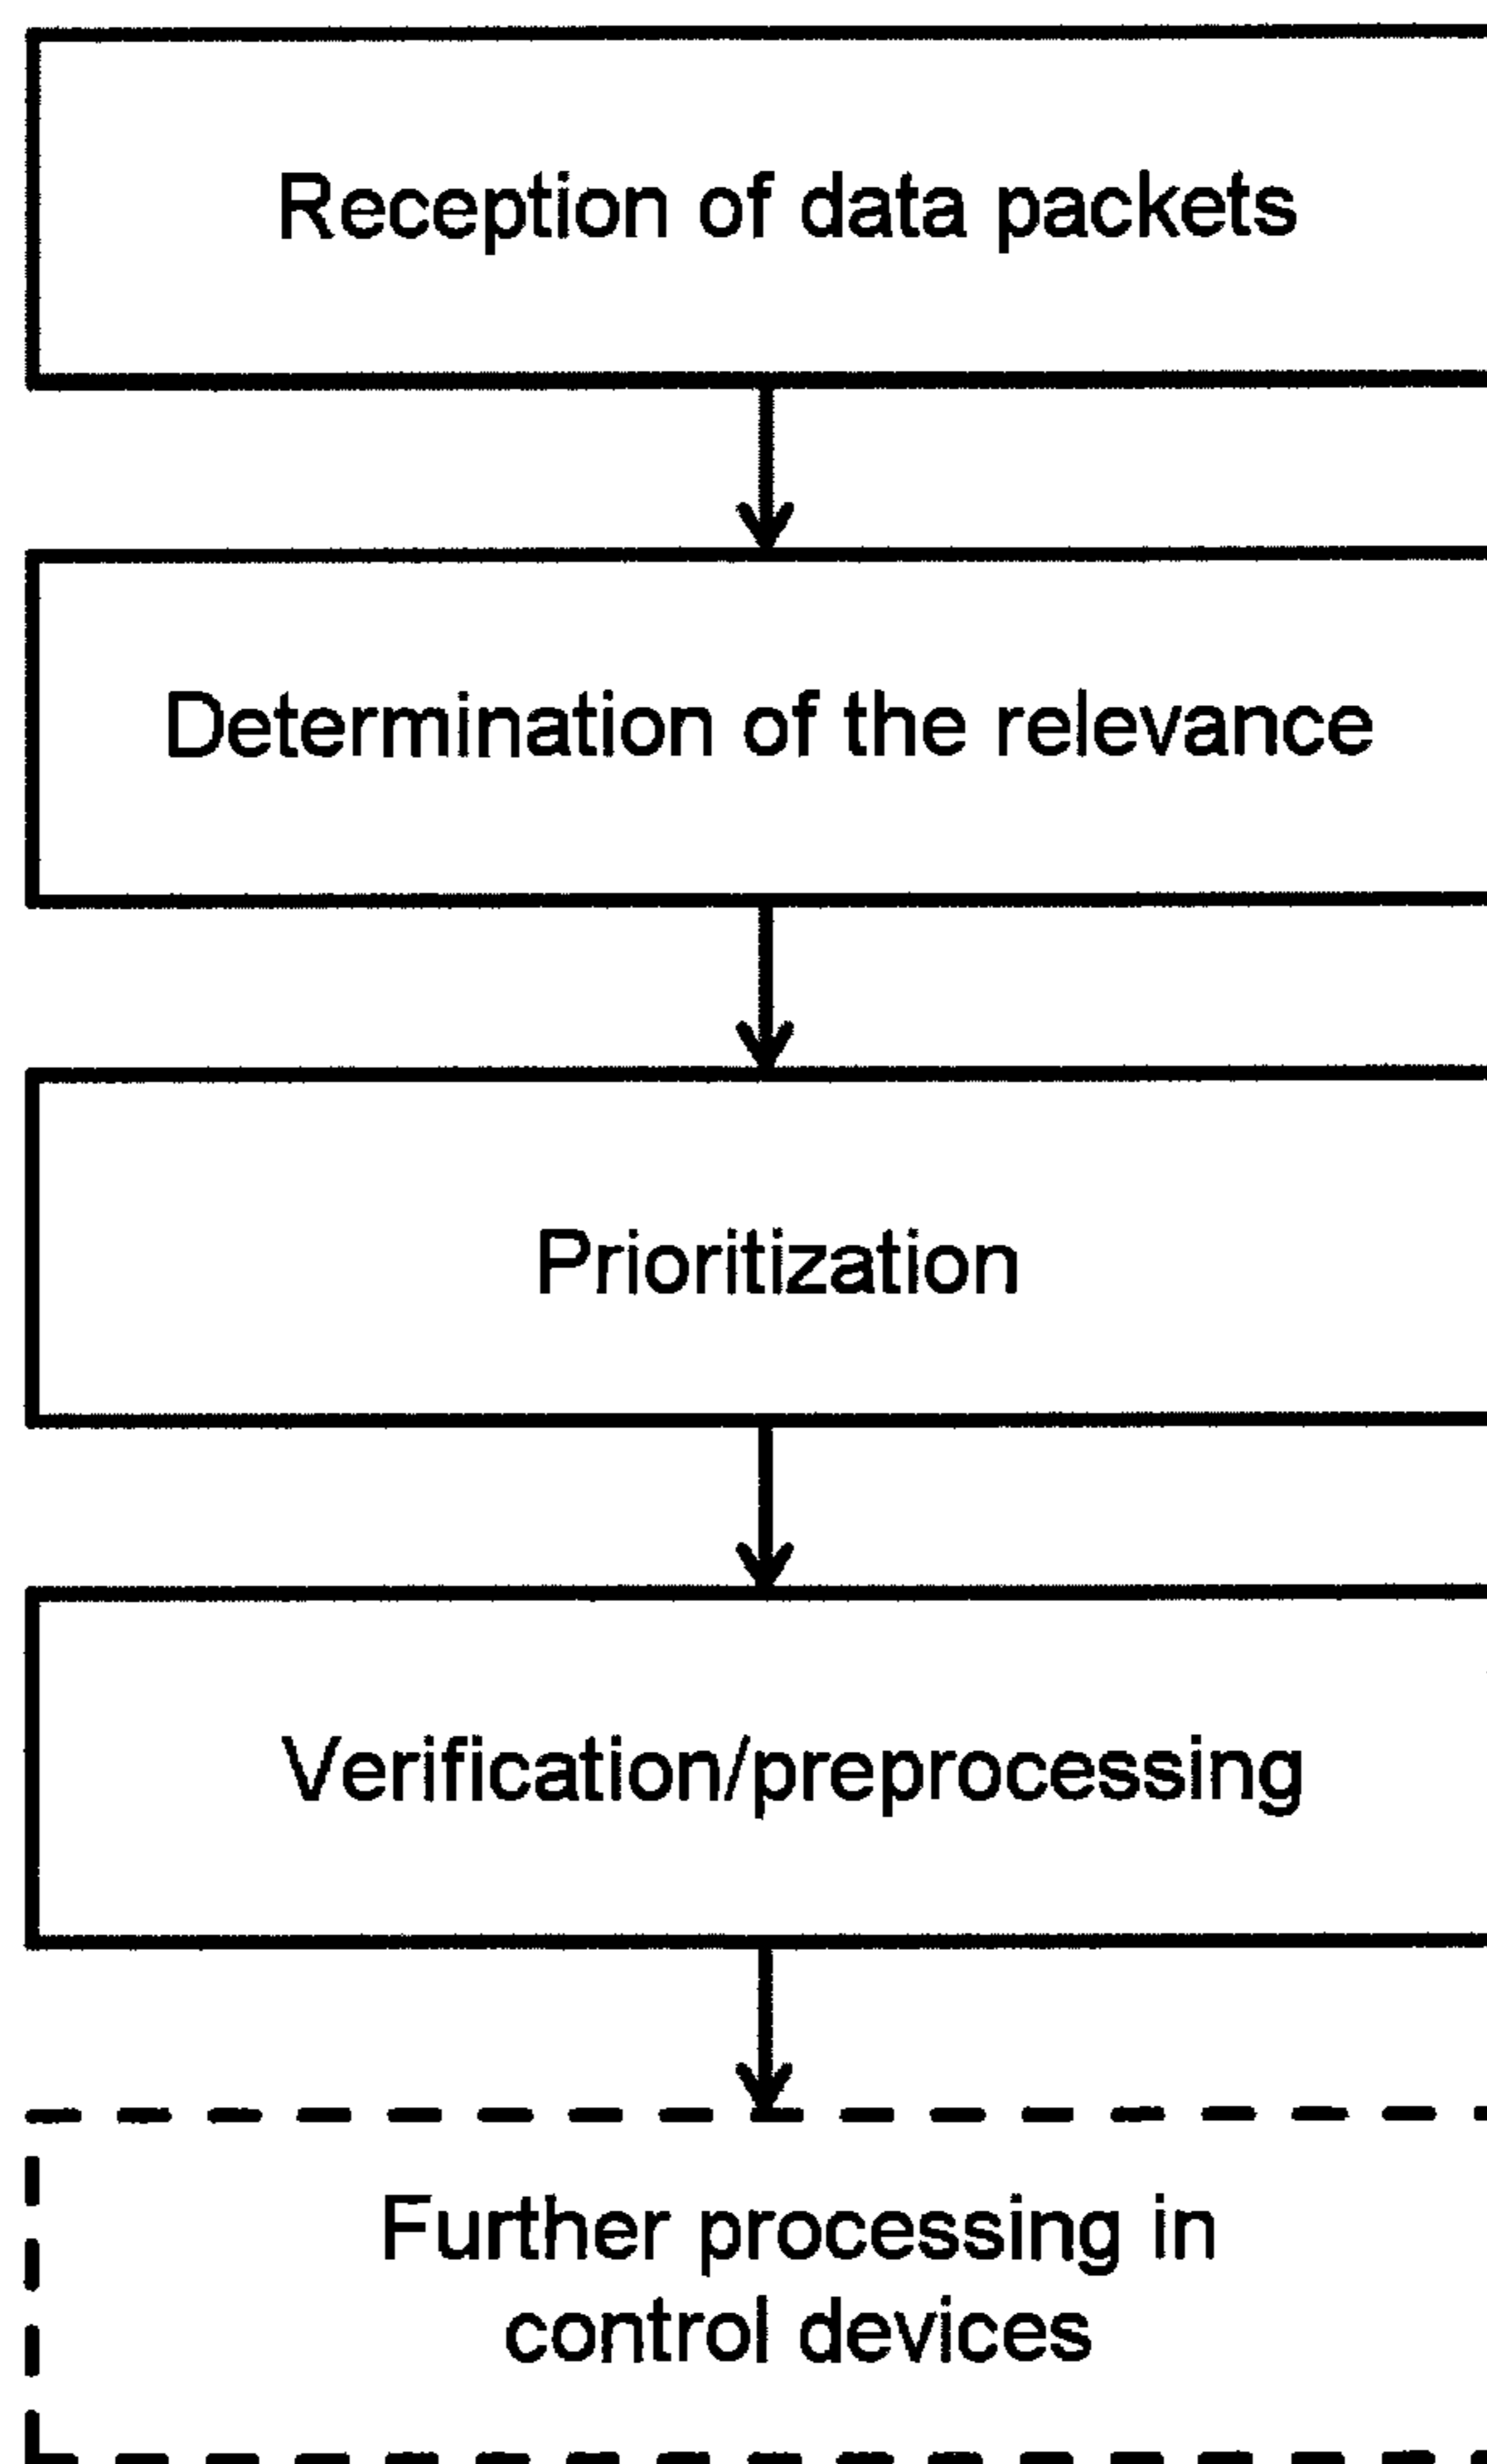 Reception of data packets
Determination of the relevance
Prioritization
Verification/preprocessing
Further processing in
control devices